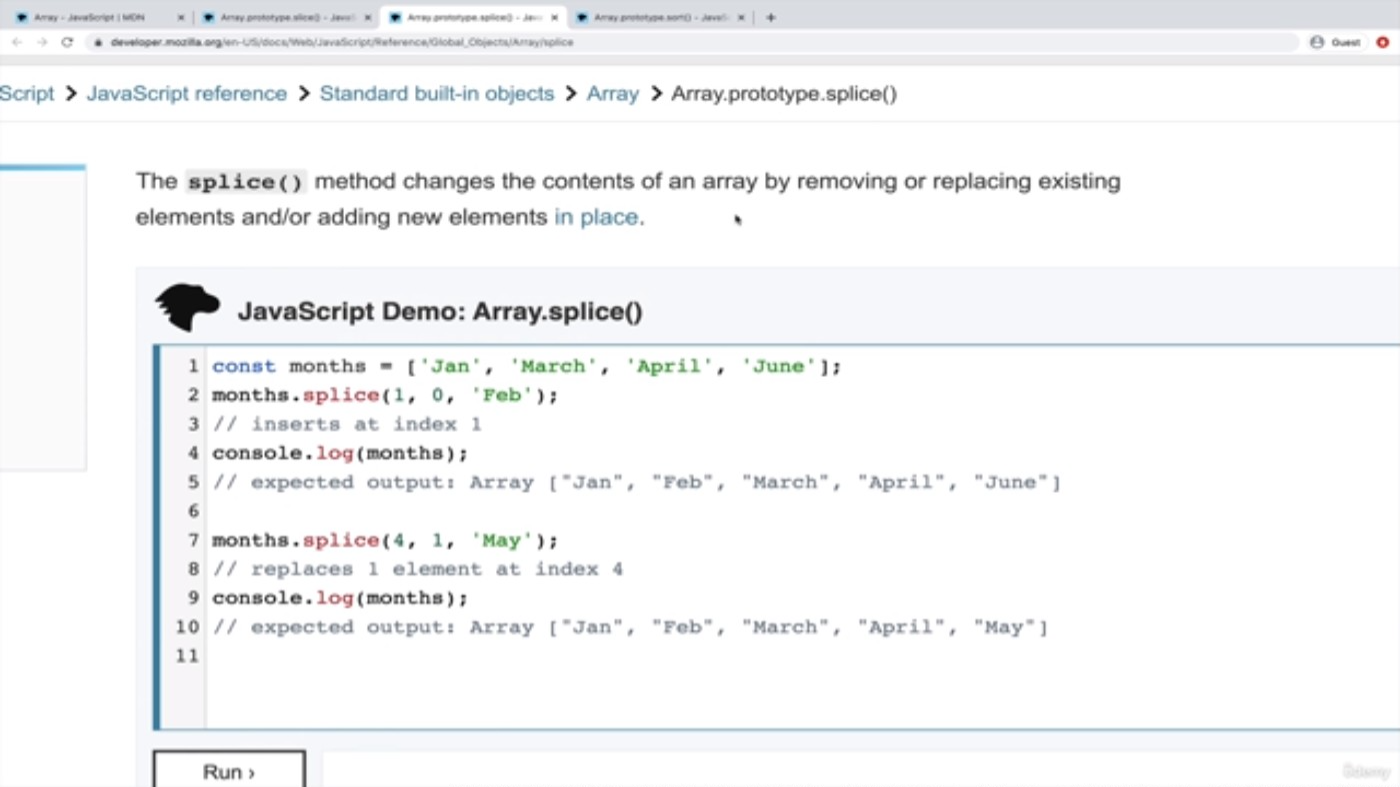 Array - JavaScript | MDN
Array.prototype.slice() - JavaS
Array.prototype.splice() - Java
Array.prototype.sort() - JavaS
developer.mozilla.org/en-US/docs/Web/JavaScript/Reference/Global_Objects/Array/splice
Guest
Script > JavaScript reference > Standard built-in objects > Array > Array.prototype.splice()
The splice() method changes the contents of an array by removing or replacing existing
elements and/or adding new elements in place.
JavaScript Demo: Array.splice()
1 const months = ['Jan', 'March', 'April', 'June'];
2 months.splice(1, 0, 'Feb');
3 // inserts at index 1
4 console.log(months);
5 // expected output: Array ["Jan", "Feb", "March", "April", "June"]
6
7 months.splice(4, 1, 'May');
8 // replaces 1 element at index 4
9 console.log(months);
10 // expected output: Array ["Jan", "Feb", "March", "April", "May"]
11
Run ›
ûdemy